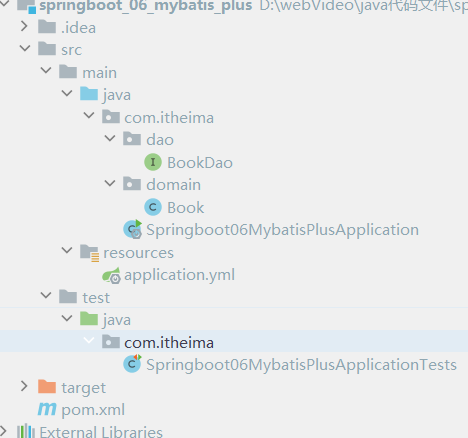 springboot_06_mybatis_plus D:\webVideo\java代码文件\sp
.idea
src
main
java
com.itheima
dao
BookDao
domain
Book
Springboot06MybatisPlusApplication
resources
application.yml
test
java
com.itheima
Springboot06MybatisPlusApplicationTests
target
pom.xml
External Libraries